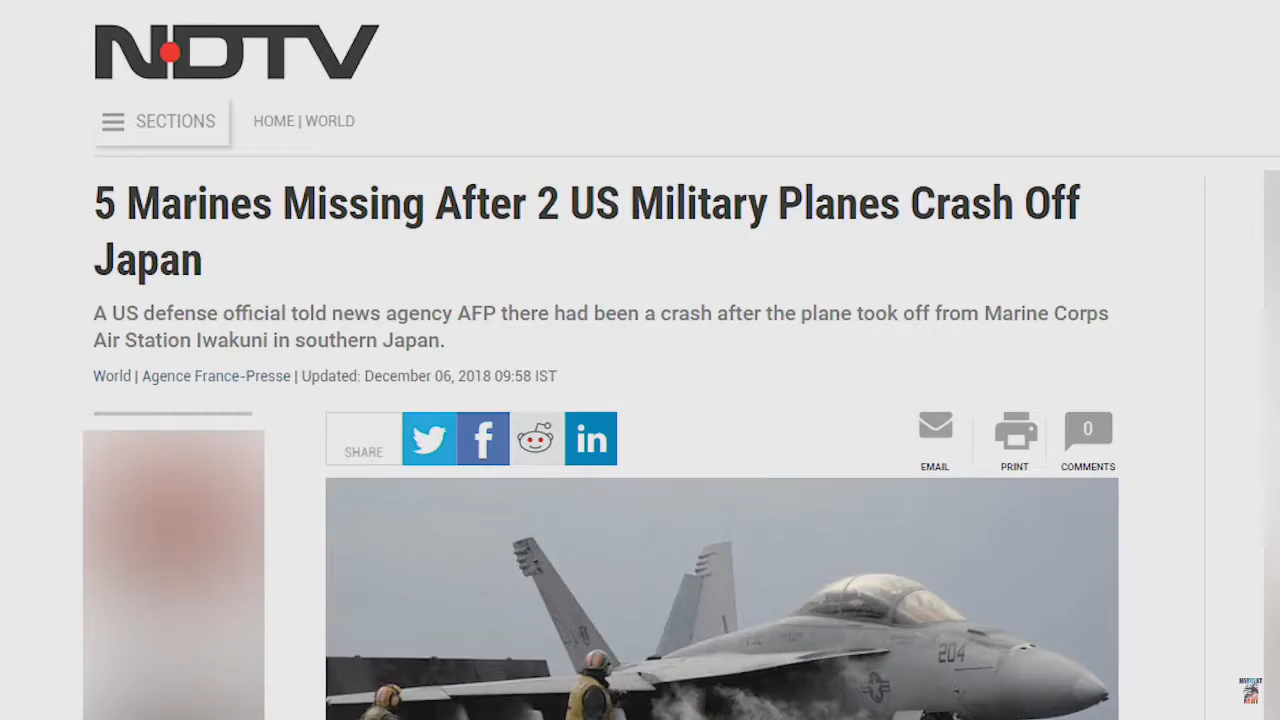 NDTV
SECTIONS
HOME | WORLD
5 Marines Missing After 2 US Military Planes Crash Off
Japan
A US defense official told news agency AFP there had been a crash after the plane took off from Marine Corps
Air Station Iwakuni in southern Japan.
World | Agence France-Presse | Updated: December 06, 2018 09:58 IST
SHARE
f
in
0
EMAIL
PRINT
COMMENTS
204